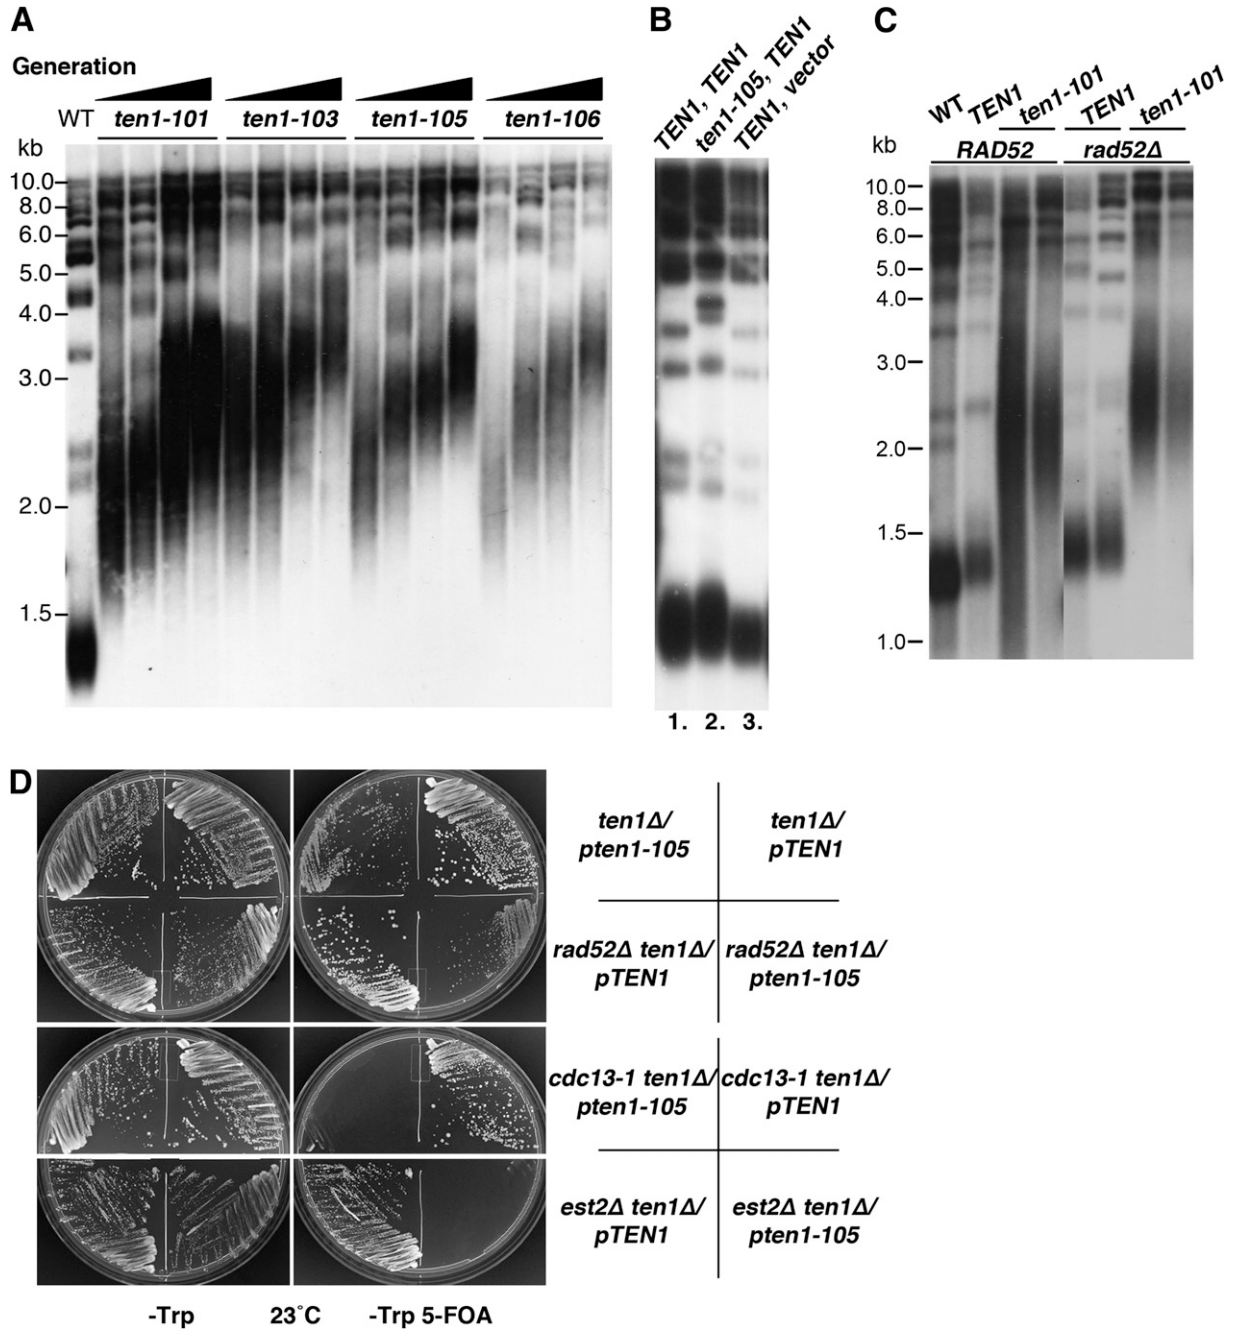 A
Generation
WT ten1-101 ten1-103 ten1-105 ten1-106
kb
10.0
8.0
6.0
5.0
4.0
3.0
2.0
1.5
B
TEN1, TEN1
ten1-105, TEN1
TEN1, vector
1. 2. 3.
C
WT TEN1 ten1-101 TEN1 ten1-101
kb RAD52 rad52Δ
10.0
8.0
6.0
5.0
4.0
3.0
2.0
1.5
1.0
D
ten1Δ/ ten1Δ/
pten1-105 pTEN1
rad52Δ ten1Δ/ rad52Δ ten1Δ/
pTEN1 pten1-105
cdc13-1 ten1Δ/ cdc13-1 ten1Δ/
pten1-105 pTEN1
est2Δ ten1Δ/ est2Δ ten1Δ/
pTEN1 pten1-105
-Trp 23°C -Trp 5-FOA